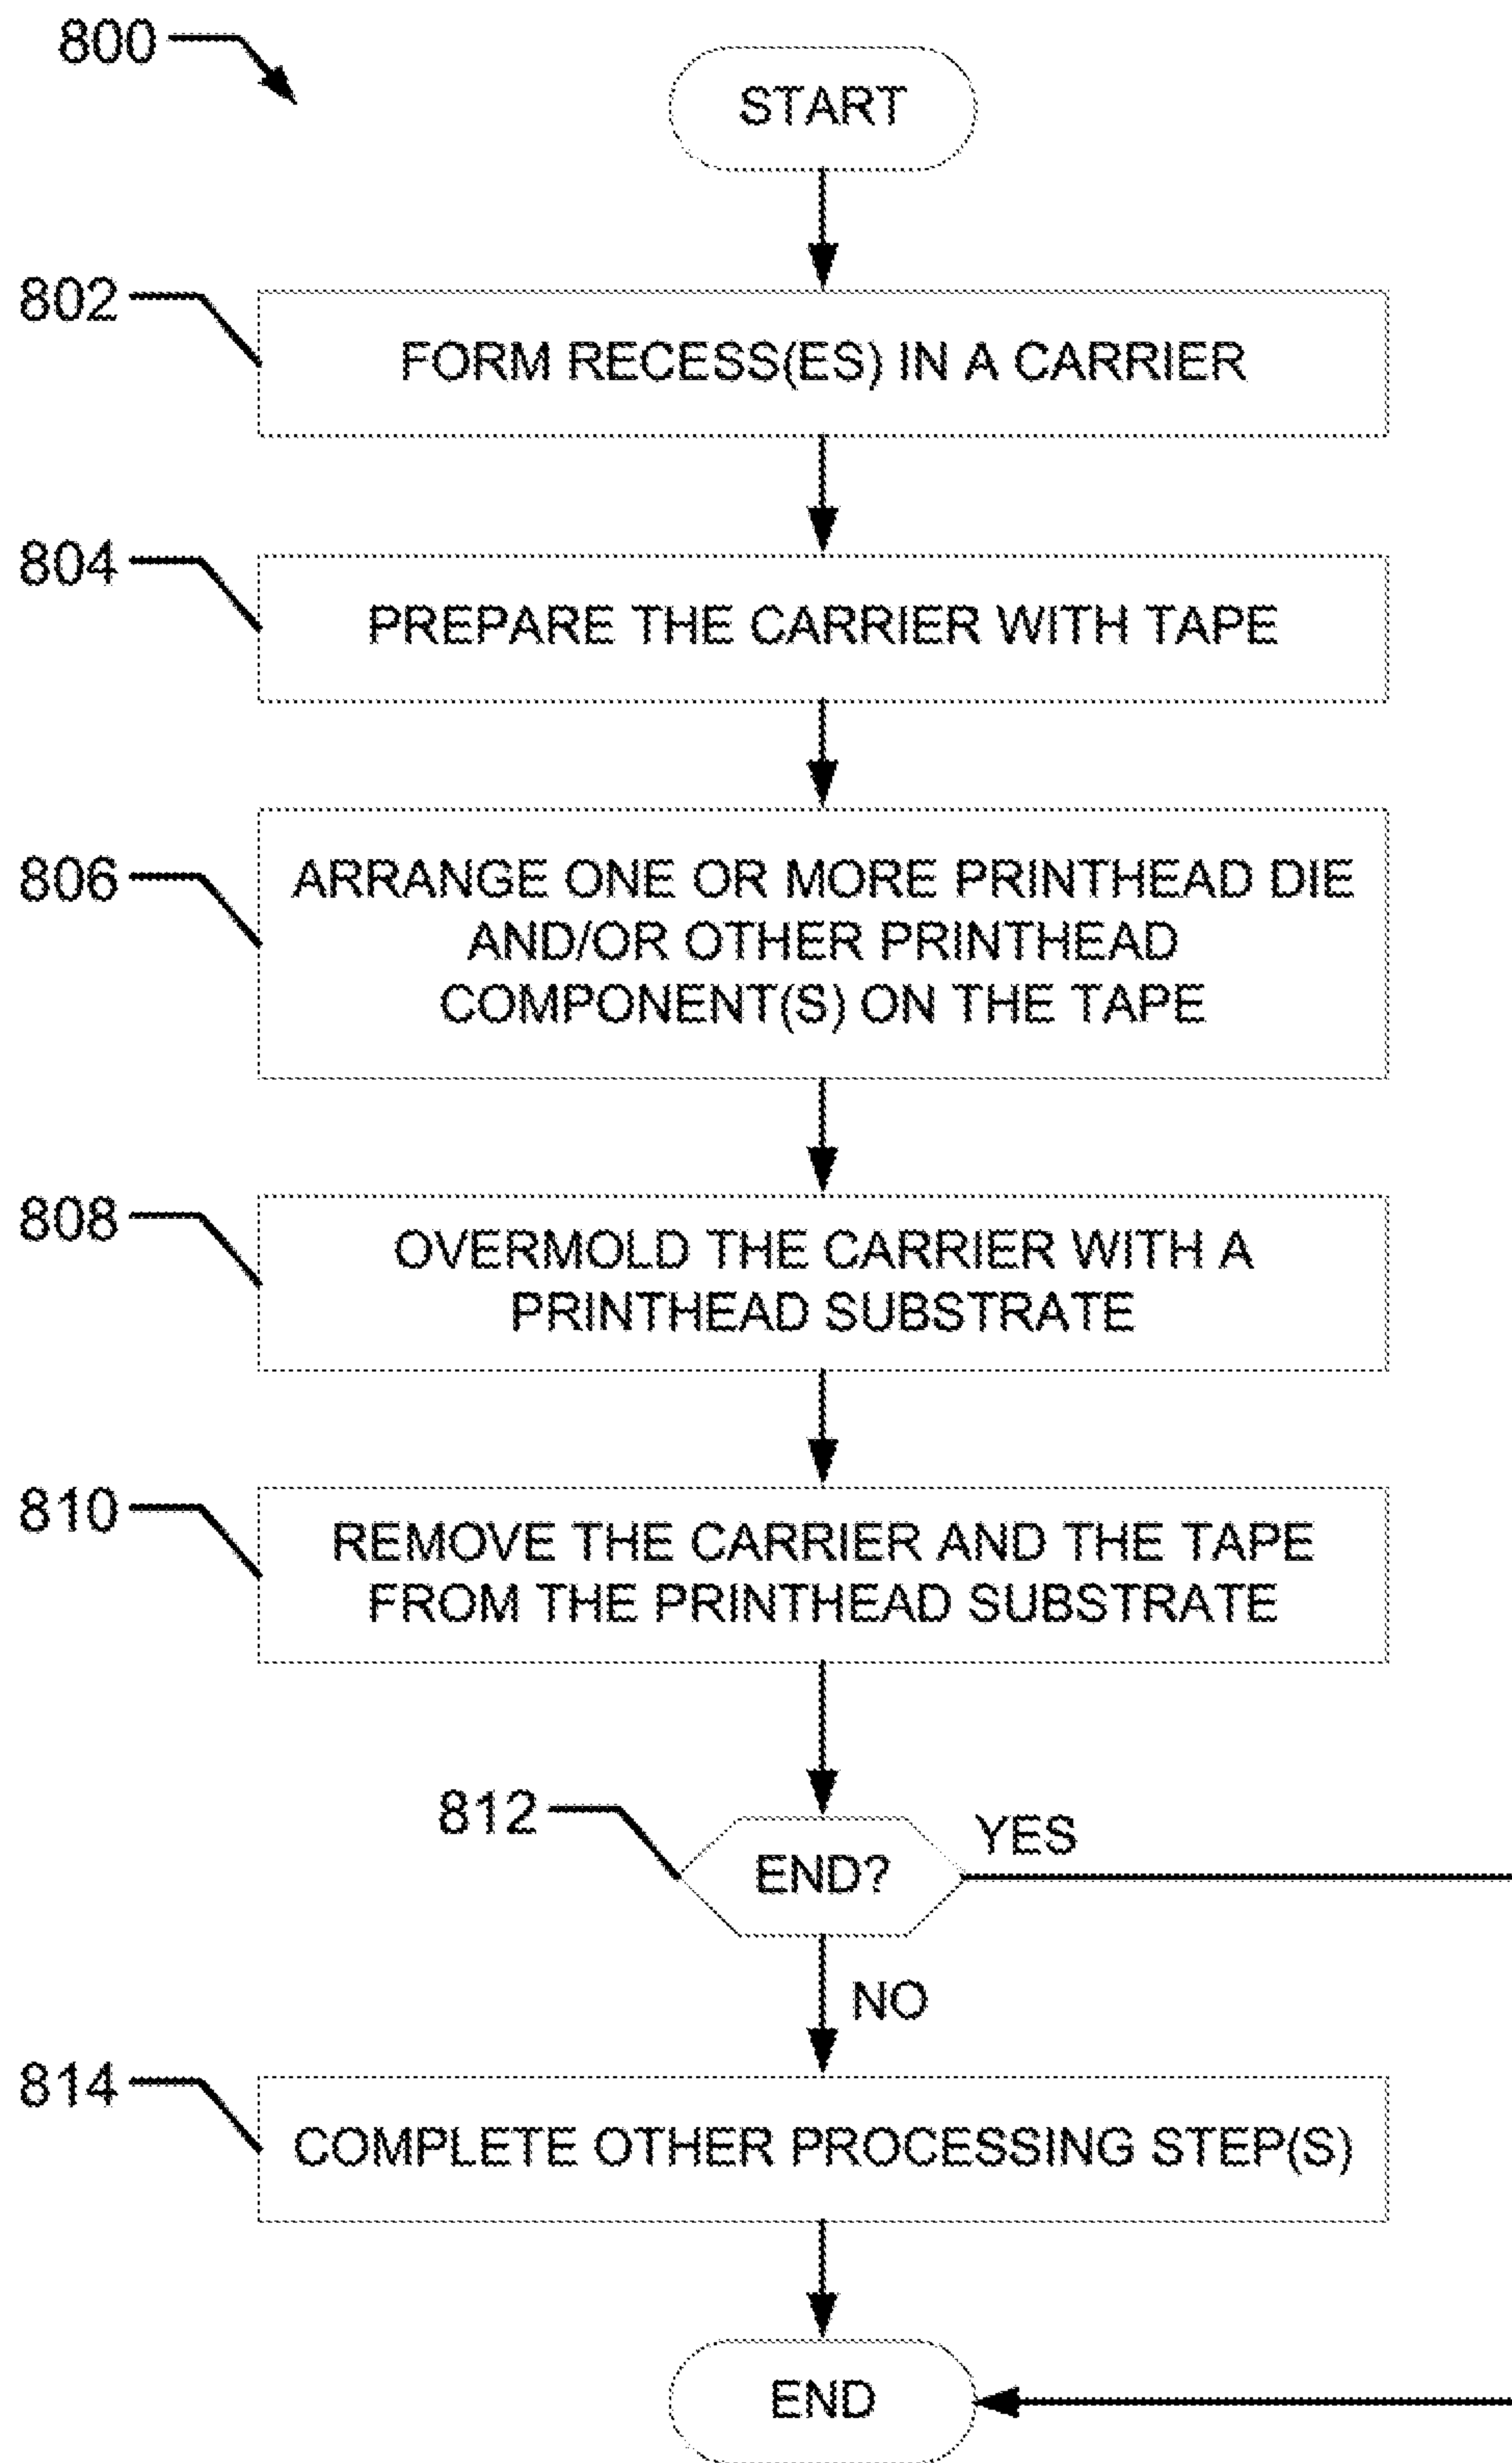 800
START
802
FORM RECESS(ES) IN A CARRIER
804
PREPARE THE CARRIER WITH TAPE
806
ARRANGE ONE OR MORE PRINTHEAD DIE
AND/OR OTHER PRINTHEAD
COMPONENT(S) ON THE TAPE
808
OVERMOLD THE CARRIER WITH A
PRINTHEAD SUBSTRATE
810
REMOVE THE CARRIER AND THE TAPE
FROM THE PRINTHEAD SUBSTRATE
812
END?
YES
NO
814
COMPLETE OTHER PROCESSING STEP(S)
END